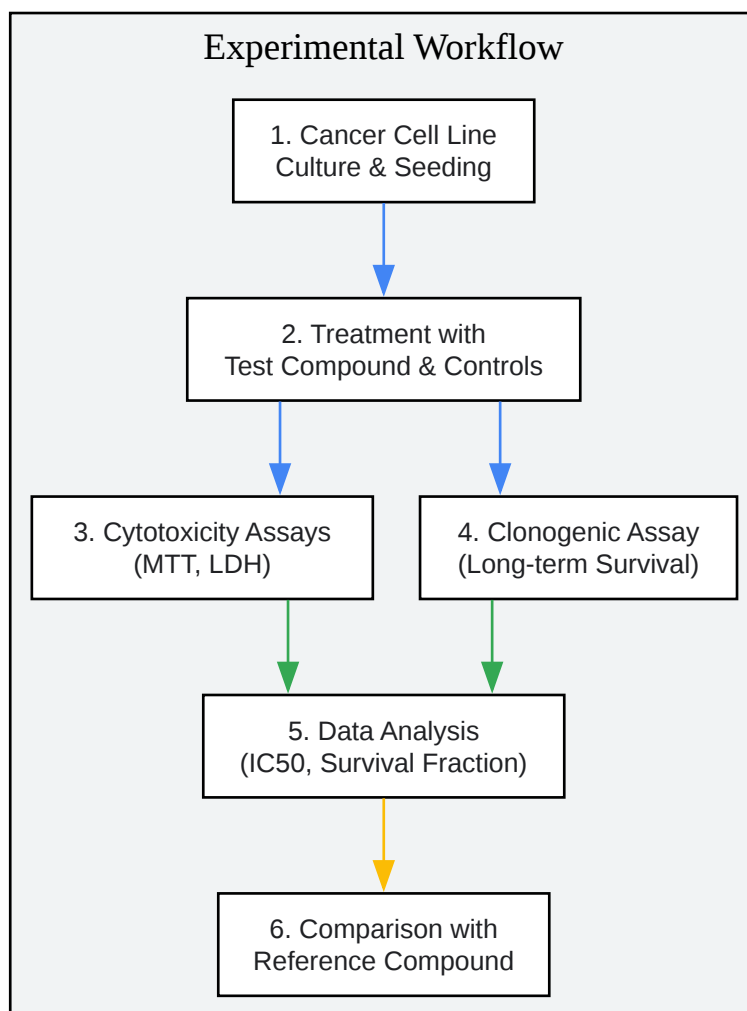 Experimental Workflow
1. Cancer Cell Line
Culture & Seeding
2. Treatment with
Test Compound & Controls
3. Cytotoxicity Assays
(MTT, LDH)
4. Clonogenic Assay
(Long-term Survival)
5. Data Analysis
(IC50, Survival Fraction)
6. Comparison with
Reference Compound